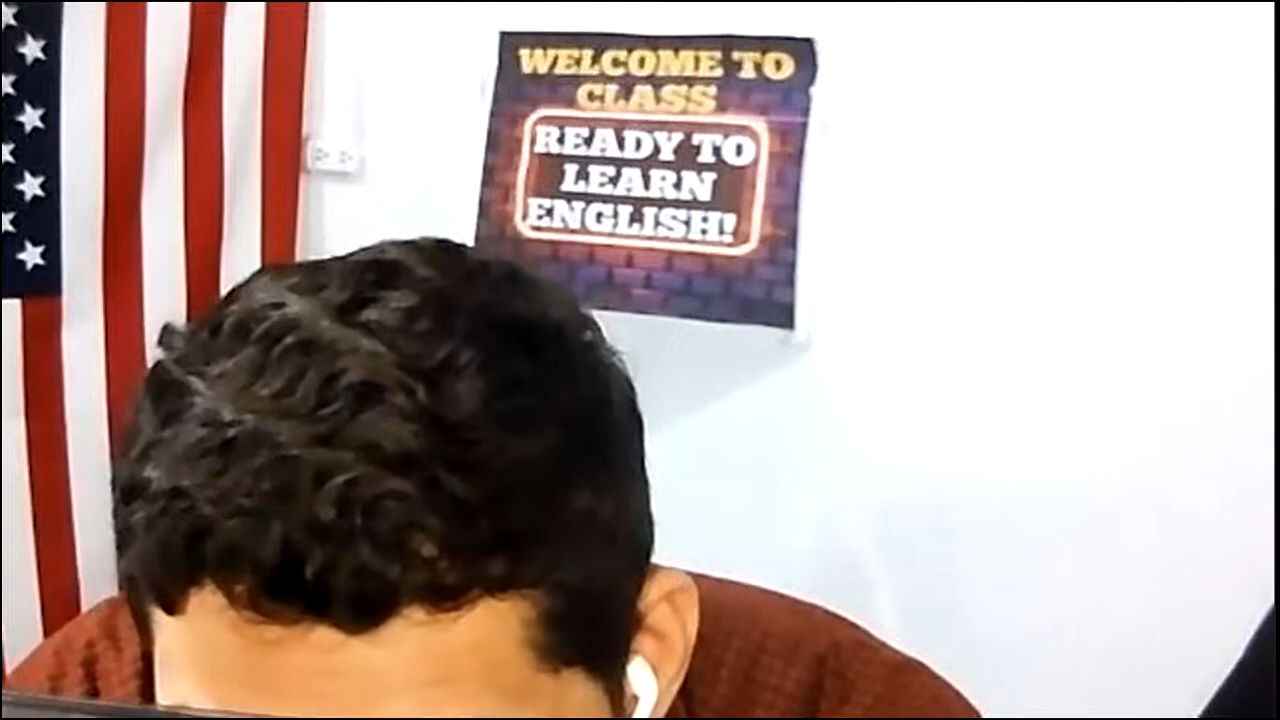 WELCOME TO
CLASS
READY TO
LEARN
ENGLISH!